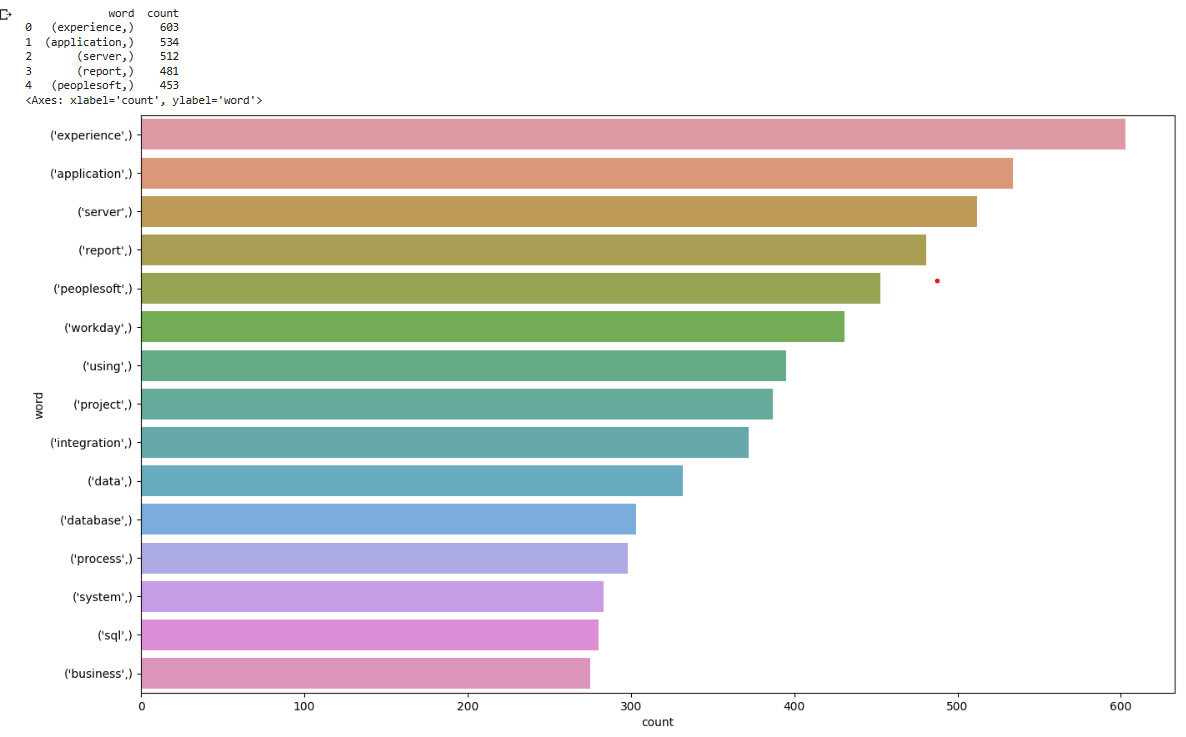 word count
0 (experience,) 603
1 (application,) 534
2 (server,) 512
3 (report,) 481
4 (peoplesoft,) 453
<Axes: xlabel='count', ylabel='word'>
('experience',)
('application',)
('server',)
('report',)
('peoplesoft',)
('workday',)
('using',)
('project',)
('integration',)
('data',)
('database',)
('process',)
('system',)
('sql',)
('business',)
word
0 100 200 300 400 500 600
count